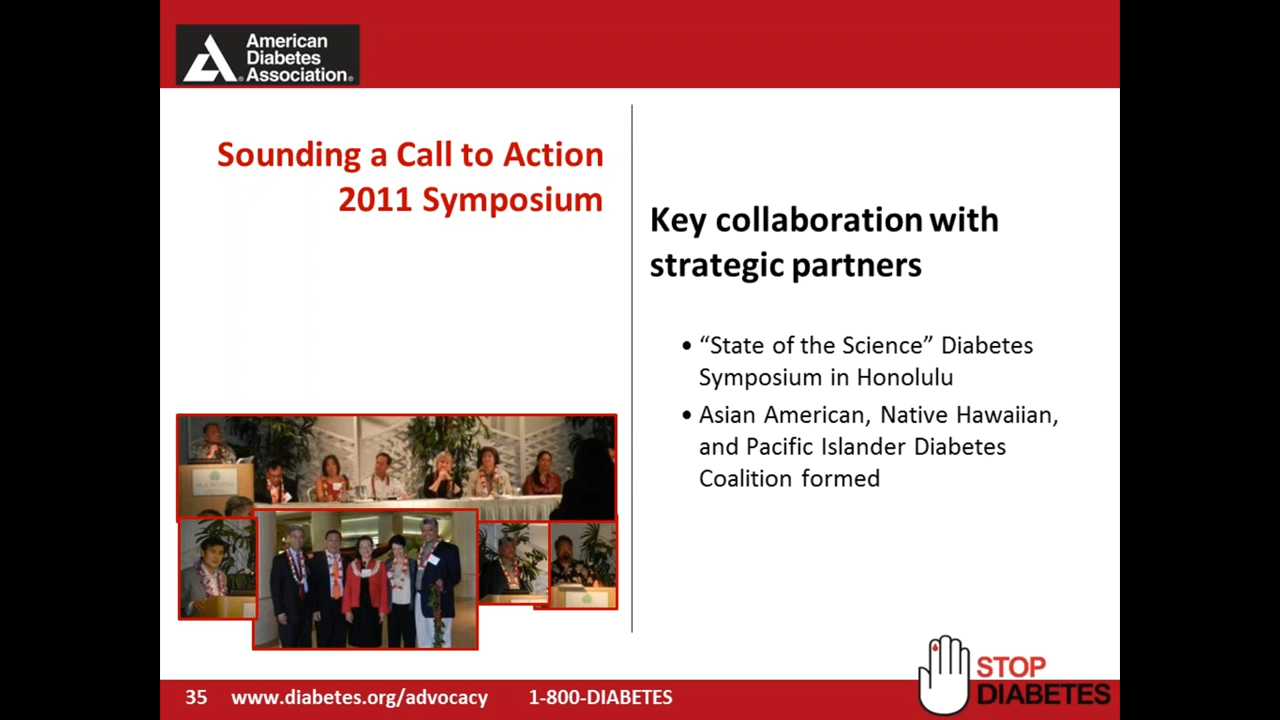 American
Diabetes
Association®
Sounding a Call to Action
2011 Symposium
Key collaboration with
strategic partners
• “State of the Science” Diabetes
Symposium in Honolulu
• Asian American, Native Hawaiian,
and Pacific Islander Diabetes
Coalition formed
35 www.diabetes.org/advocacy 1-800-DIABETES
STOP
DIABETES